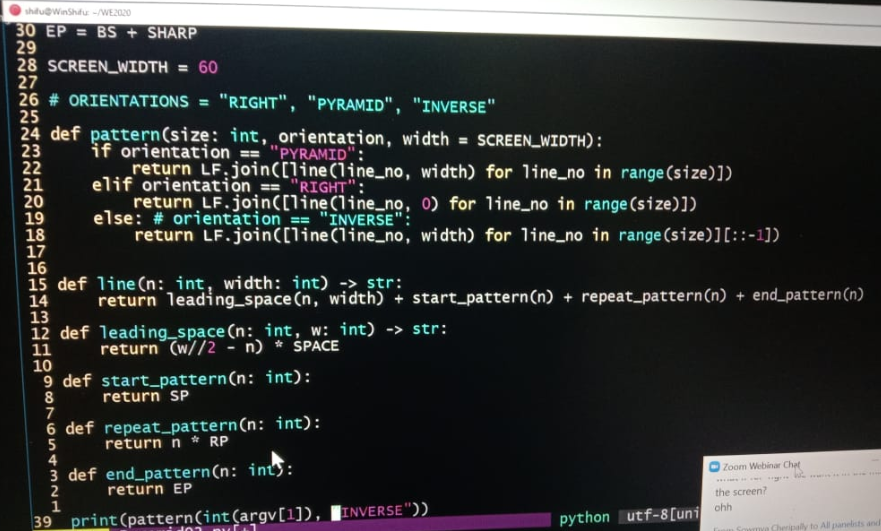 shifu@WinShifu: ~/WE2020
30 EP = BS + SHARP
29
28 SCREEN_WIDTH = 60
27
26 # ORIENTATIONS = "RIGHT", "PYRAMID", "INVERSE"
25
24 def pattern(size: int, orientation, width = SCREEN_WIDTH):
23     if orientation == "PYRAMID":
22         return LF.join([line(line_no, width) for line_no in range(size)])
21     elif orientation == "RIGHT":
20         return LF.join([line(line_no, 0) for line_no in range(size)])
19     else: # orientation == "INVERSE":
18         return LF.join([line(line_no, width) for line_no in range(size)][::-1])
17
16
15 def line(n: int, width: int) -> str:
14     return leading_space(n, width) + start_pattern(n) + repeat_pattern(n) + end_pattern(n)
13
12 def leading_space(n: int, w: int) -> str:
11     return (w//2 - n) * SPACE
10
9 def start_pattern(n: int):
8     return SP
7
6 def repeat_pattern(n: int):
5     return n * RP
4
3 def end_pattern(n: int):
2     return EP
1
39 print(pattern(int(argv[1]), INVERSE"))
python utf-8[uni
Zoom Webinar Chat
the screen?
ohh
to All panelists and